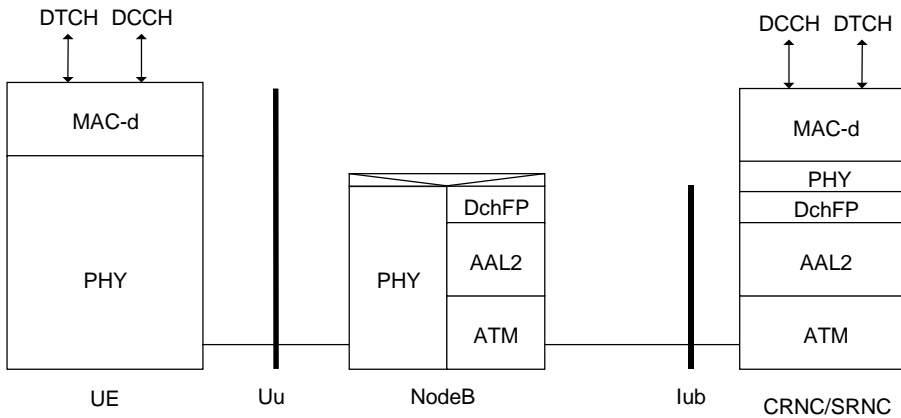 DTCH DCCH
DCCH DTCH
MAC-d
MAC-d
PHY
DchFP
DchFP
PHY
PHY
AAL2
AAL2
ATM
ATM
UE
Uu
NodeB
Iub
CRNC/SRNC